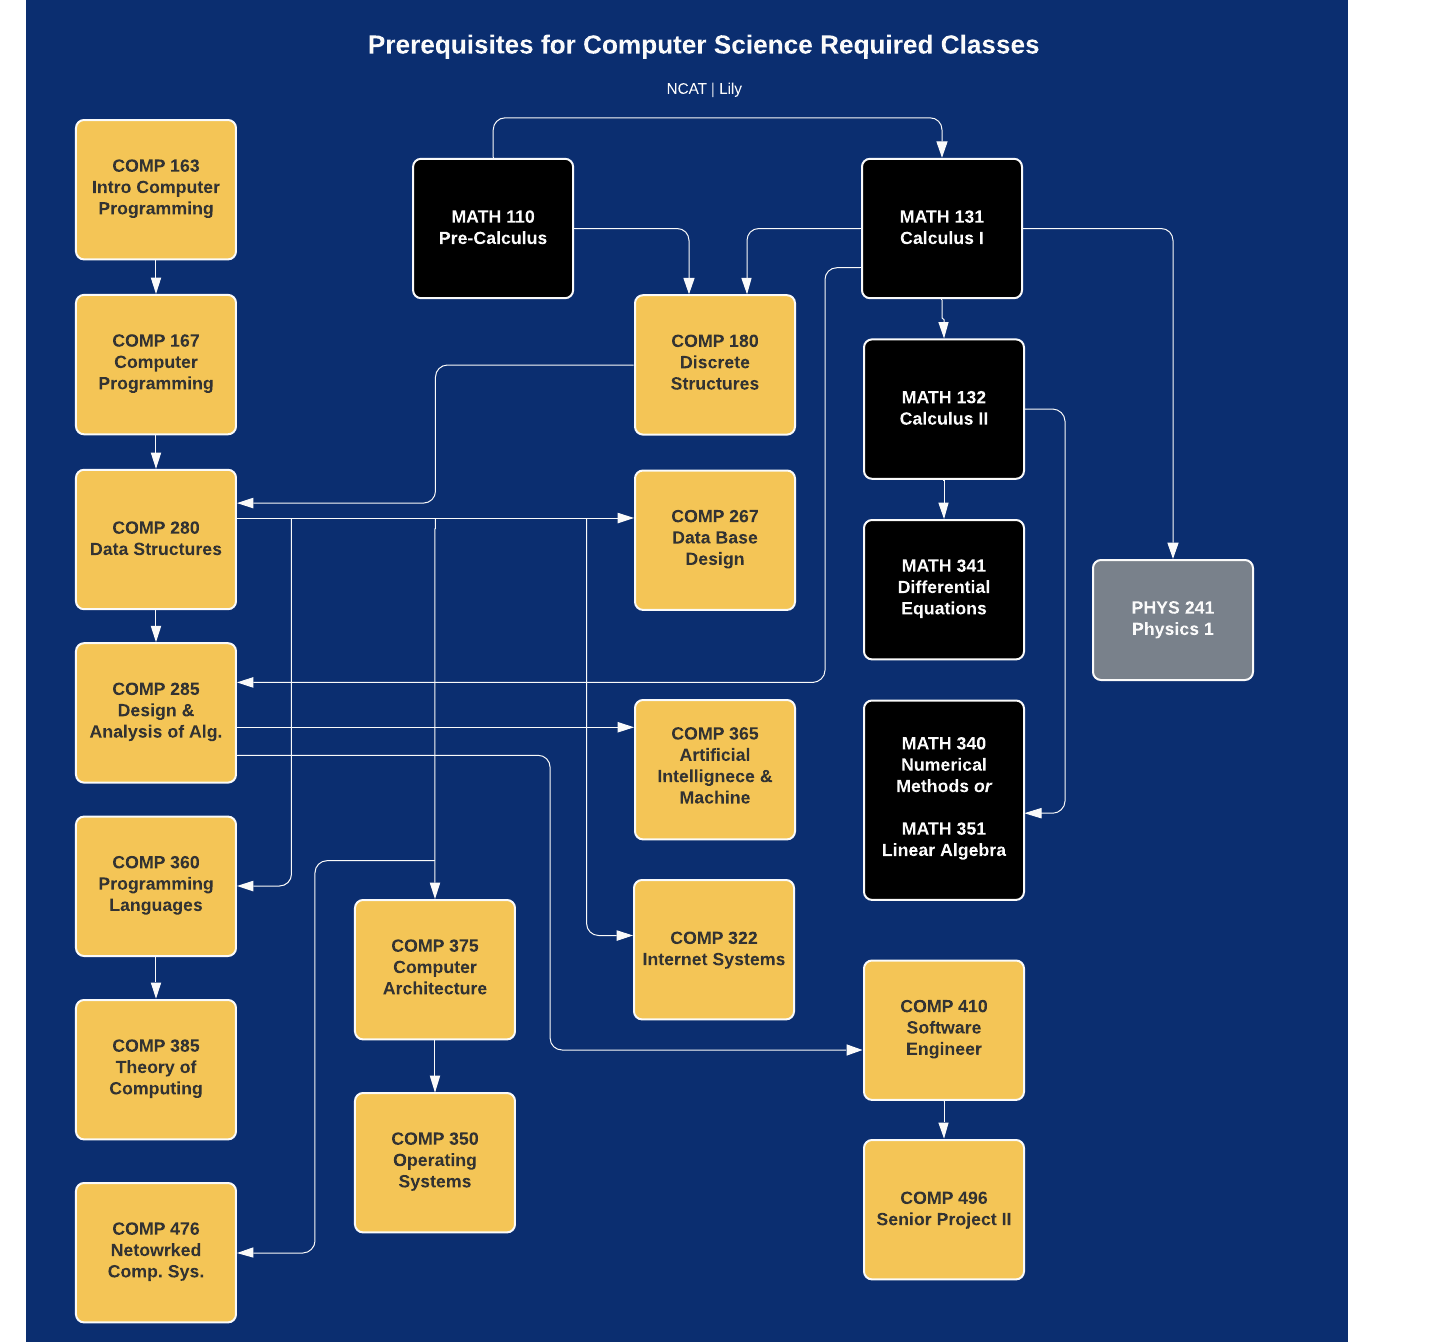 Prerequisites for Computer Science Required Classes
NCAT | Lily
COMP 163
Intro Computer
Programming
MATH 110
Pre-Calculus
MATH 131
Calculus I
COMP 167
Computer
Programming
COMP 180
Discrete
Structures
MATH 132
Calculus II
COMP 280
Data Structures
COMP 267
Data Base
Design
MATH 341
Differential
Equations
PHYS 241
Physics 1
COMP 285
Design &
Analysis of Alg.
COMP 365
Artificial
Intellignece &
Machine
MATH 340
Numerical
Methods or
MATH 351
Linear Algebra
COMP 360
Programming
Languages
COMP 375
Computer
Architecture
COMP 322
Internet Systems
COMP 410
Software
Engineer
COMP 385
Theory of
Computing
COMP 350
Operating
Systems
COMP 496
Senior Project II
COMP 476
Netowrked
Comp. Sys.